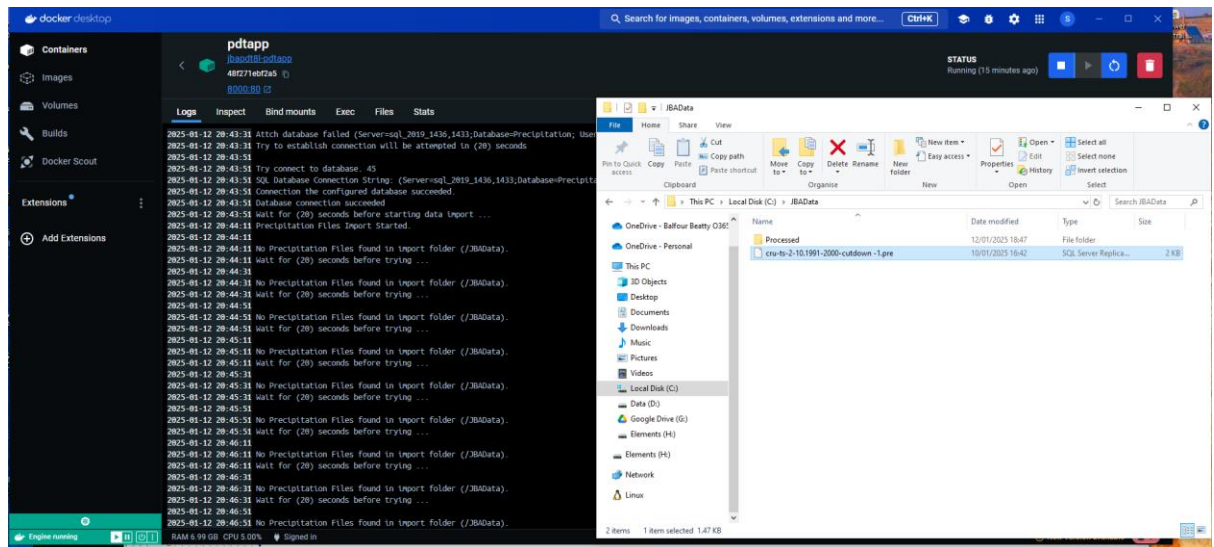 docker desktop
Search for images, containers, volumes, extensions and more...
Ctrl+K
S
Containers
Images
Volumes
Builds
Docker Scout
Extensions
Add Extensions
pdtapp
jbapdt8l-pdtapp
48f271ebf2a5
8000:80
STATUS
Running (15 minutes ago)
Logs Inspect Bind mounts Exec Files Stats
2025-01-12 20:43:31 Attch database failed (Server=sql_2019_1436,1433;Database=Precipitation; User
2025-01-12 20:43:31 Try to establish connection will be attempted in (20) seconds
2025-01-12 20:43:51
2025-01-12 20:43:51 Try connect to database. 45
2025-01-12 20:43:51 SQL Database Connection String: (Server=sql_2019_1436,1433;Database=Precipita
2025-01-12 20:43:51 Connection the configured database succeeded.
2025-01-12 20:43:51 Database connection succeeded
2025-01-12 20:43:51 Wait for (20) seconds before starting data import ...
2025-01-12 20:44:11 Precipitation Files Import Started.
2025-01-12 20:44:11
2025-01-12 20:44:11 No Precipitation Files found in import folder (/JBAData).
2025-01-12 20:44:11 Wait for (20) seconds before trying ...
2025-01-12 20:44:31
2025-01-12 20:44:31 No Precipitation Files found in import folder (/JBAData).
2025-01-12 20:44:31 Wait for (20) seconds before trying ...
2025-01-12 20:44:51
2025-01-12 20:44:51 No Precipitation Files found in import folder (/JBAData).
2025-01-12 20:44:51 Wait for (20) seconds before trying ...
2025-01-12 20:45:11
2025-01-12 20:45:11 No Precipitation Files found in import folder (/JBAData).
2025-01-12 20:45:11 Wait for (20) seconds before trying ...
2025-01-12 20:45:31
2025-01-12 20:45:31 No Precipitation Files found in import folder (/JBAData).
2025-01-12 20:45:31 Wait for (20) seconds before trying ...
2025-01-12 20:45:51
2025-01-12 20:45:51 No Precipitation Files found in import folder (/JBAData).
2025-01-12 20:45:51 Wait for (20) seconds before trying ...
2025-01-12 20:46:11
2025-01-12 20:46:11 No Precipitation Files found in import folder (/JBAData).
2025-01-12 20:46:11 Wait for (20) seconds before trying ...
2025-01-12 20:46:31
2025-01-12 20:46:31 No Precipitation Files found in import folder (/JBAData).
2025-01-12 20:46:31 Wait for (20) seconds before trying ...
2025-01-12 20:46:51
2025-01-12 20:46:51 No Precipitation Files found in import folder (/JBAData).
Engine running
RAM 6.99 GB CPU 5.00% Signed in
JBAData
File Home Share View
Pin to Quick access
Copy
Paste
Cut
Copy path
Paste shortcut
Clipboard
Move to
Copy to
Delete
Rename
Organise
New folder
New item
Easy access
New
Properties
Open
Edit
History
Open
Select all
Select none
Invert selection
Select
This PC > Local Disk (C:) > JBAData
Search JBAData
OneDrive - Balfour Beatty O365
OneDrive - Personal
This PC
3D Objects
Desktop
Documents
Downloads
Music
Pictures
Videos
Local Disk (C:)
Data (D:)
Google Drive (G:)
Elements (H:)
Elements (H:)
Network
Linux
Name Date modified Type Size
Processed 12/01/2025 18:47 File folder
cru-ts-2-10.1991-2000-cutdown -1.pre 10/01/2025 16:42 SQL Server Replica... 2 KB
2 items 1 item selected 1.47 KB